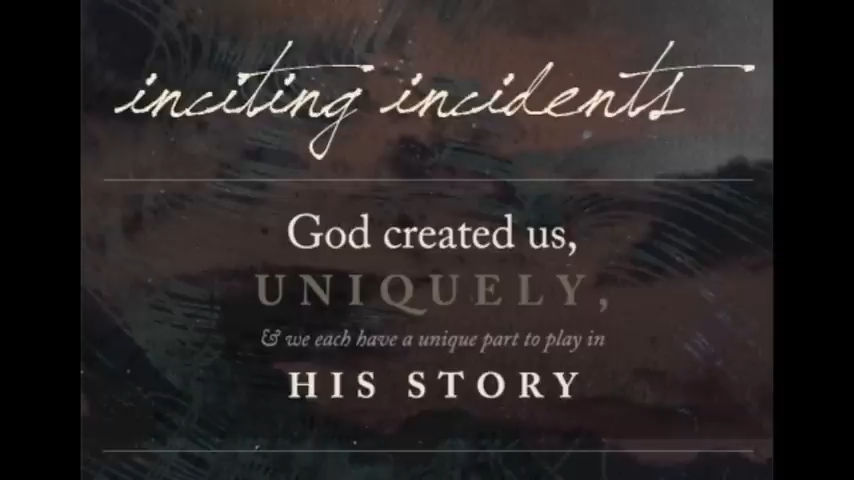 inciting incidents
God created us,
UNIQUELY,
& we each have a unique part to play in
HIS STORY